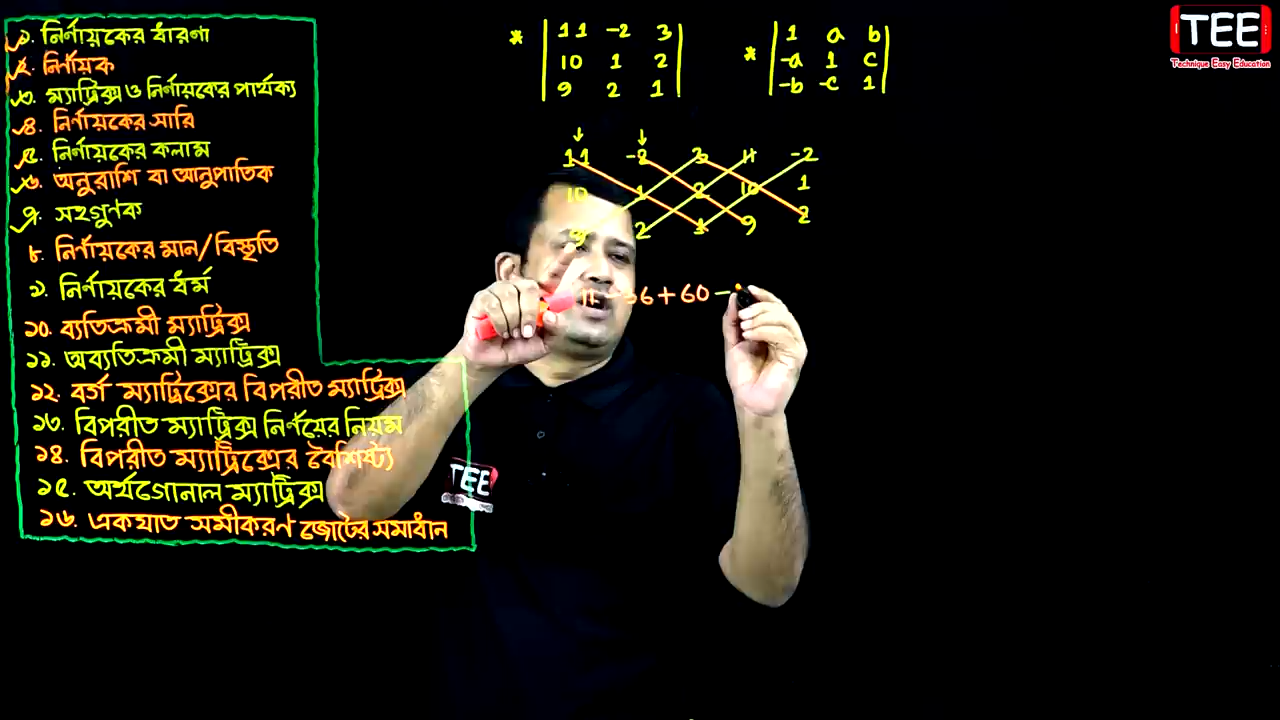 ১. নির্ণায়কের ধারণা
২. নির্ণায়ক
৩. ম্যাট্রিক্স ও নির্ণায়কের পার্থক্য
৪. নির্ণায়কের সারি
৫. নির্ণায়কের কলাম
৬. অনুরাশি বা আনুপাতিক
৭. সহগুণক
৮. নির্ণায়কের মান/বিস্তৃতি
৯. নির্ণায়কের ধর্ম
১০. ব্যতিক্রমী ম্যাট্রিক্স
১১. অব্যতিক্রমী ম্যাট্রিক্স
১২. বর্গ ম্যাট্রিক্সের বিপরীত ম্যাট্রিক্স
১৩. বিপরীত ম্যাট্রিক্স নির্ণয়ের নিয়ম
১৪. বিপরীত ম্যাট্রিক্সের বৈশিষ্ট্য
১৫. অর্থগোনাল ম্যাট্রিক্স
১৬. একঘাত সমীকরণ জোটের সমাধান
* | 11 -2 3 |
| 10 1 2 |
| 9 2 1 |
* | 1 a b |
| -a 1 c |
| -b -c 1 |
11 -2 3 11 -2
10 1 2 10 1
9 2 1 9 2
11 - 36 + 60 -
TEE
Technique Easy Education
TEE